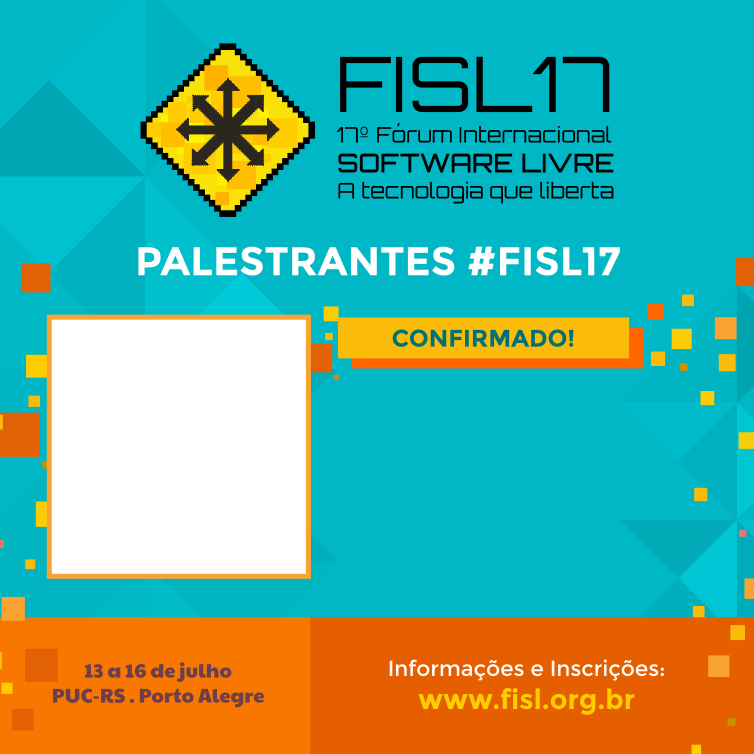 FISL17
17º Fórum Internacional
SOFTWARE LIVRE
A tecnologia que liberta
PALESTRANTES #FISL17
CONFIRMADO!
13 a 16 de julho
PUC-RS . Porto Alegre
Informações e Inscrições:
www.fisl.org.br